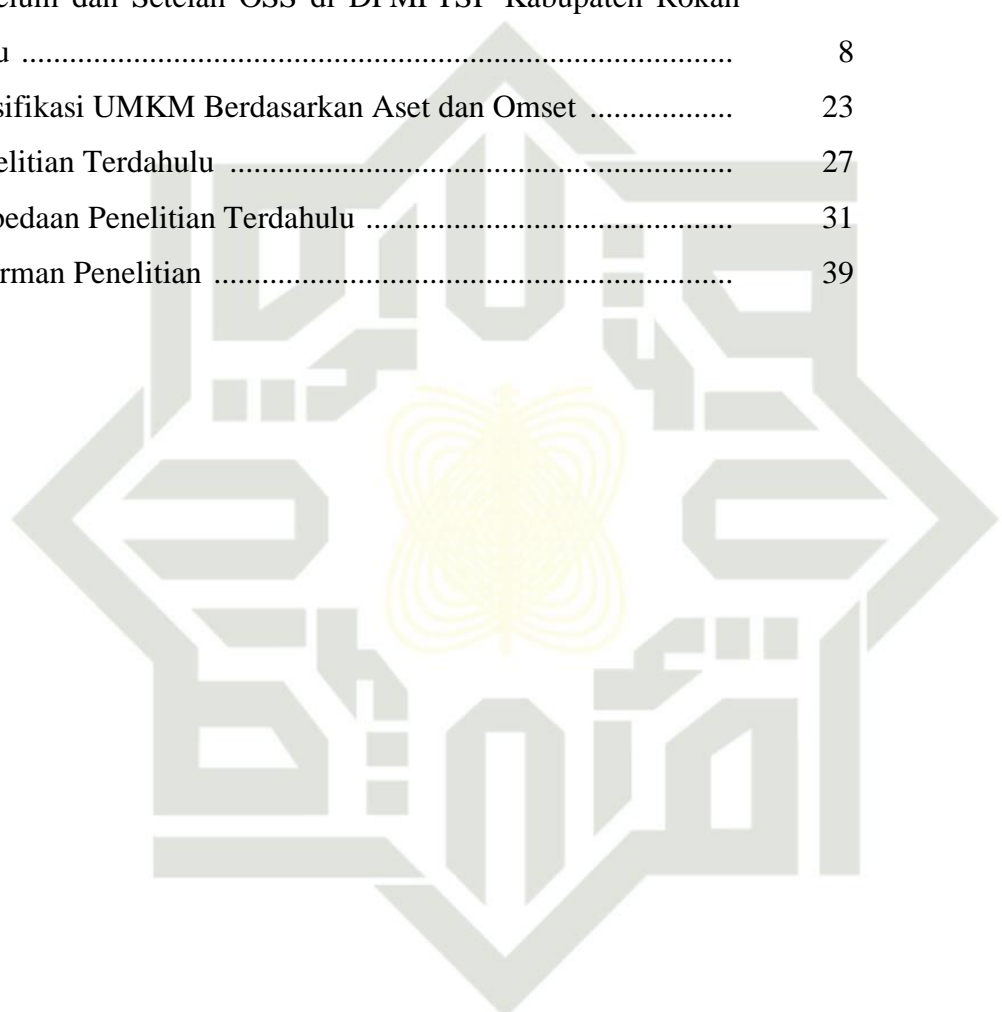 elum dan Setelah OSS di DPMPTSP Kabupaten Rokan
u ........................................................................................ 8
sifikasi UMKM Berdasarkan Aset dan Omset .................. 23
elitian Terdahulu ................................................................ 27
bedaan Penelitian Terdahulu ............................................... 31
rman Penelitian .................................................................. 39